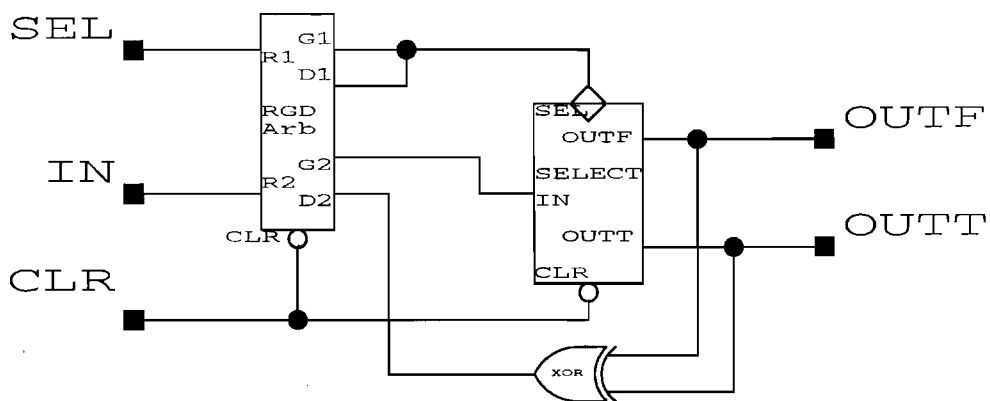 SEL
IN
CLR
R1
G1
D1
RGD
Arb
R2
G2
D2
CLR
SEL
OUTF
SELECT
IN
OUTT
CLR
XOR
OUTF
OUTT